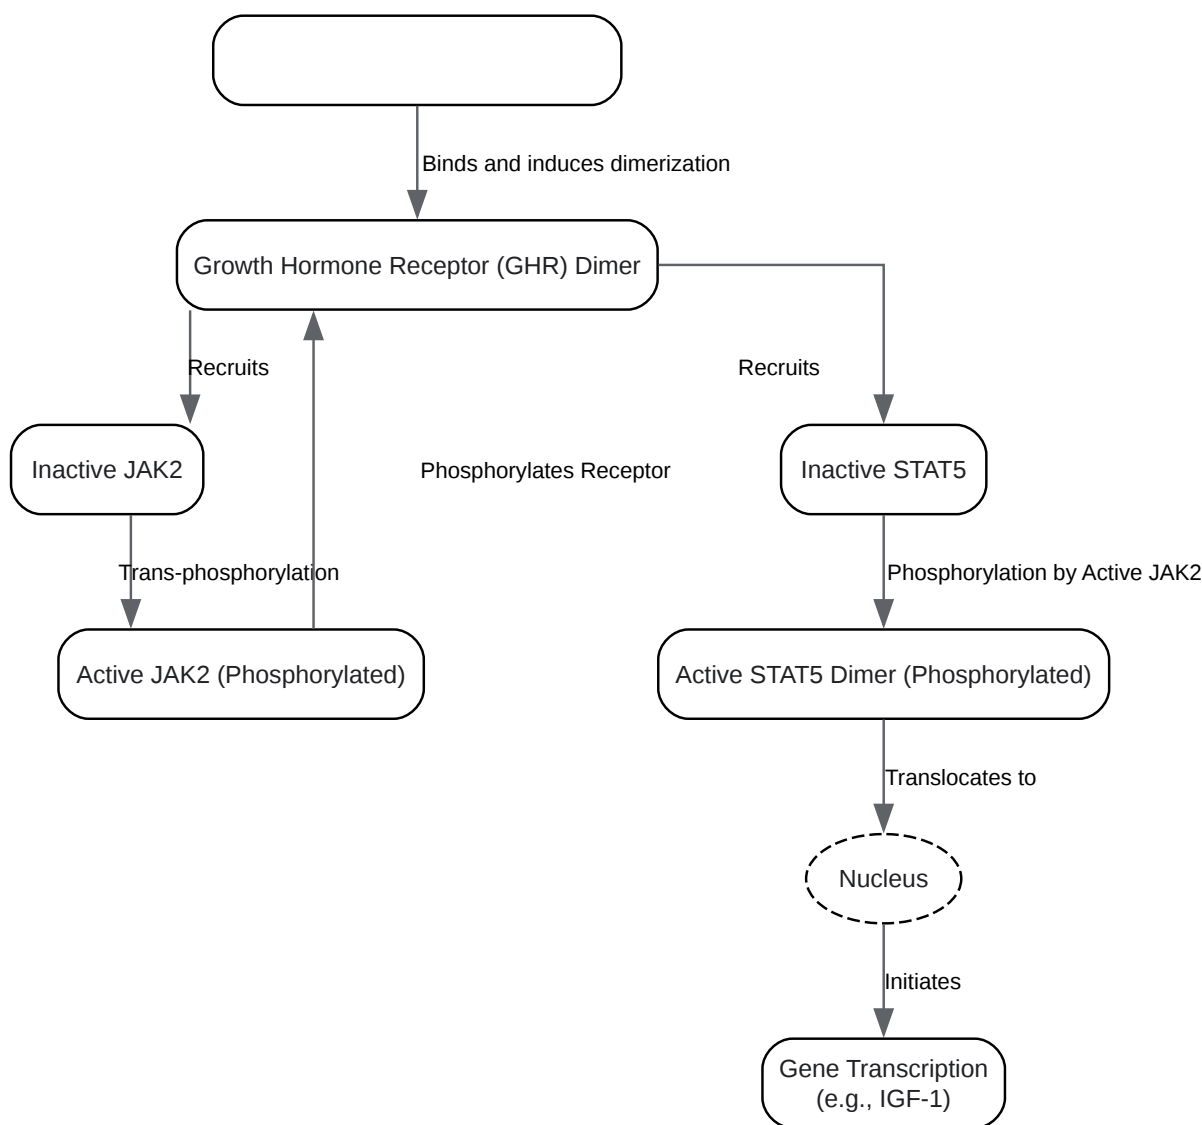 Binds and induces dimerization
Growth Hormone Receptor (GHR) Dimer
Recruits
Recruits
Inactive JAK2
Phosphorylates Receptor
Inactive STAT5
Trans-phosphorylation
Phosphorylation by Active JAK2
Active JAK2 (Phosphorylated)
Active STAT5 Dimer (Phosphorylated)
Translocates to
Nucleus
Initiates
Gene Transcription
(e.g., IGF-1)